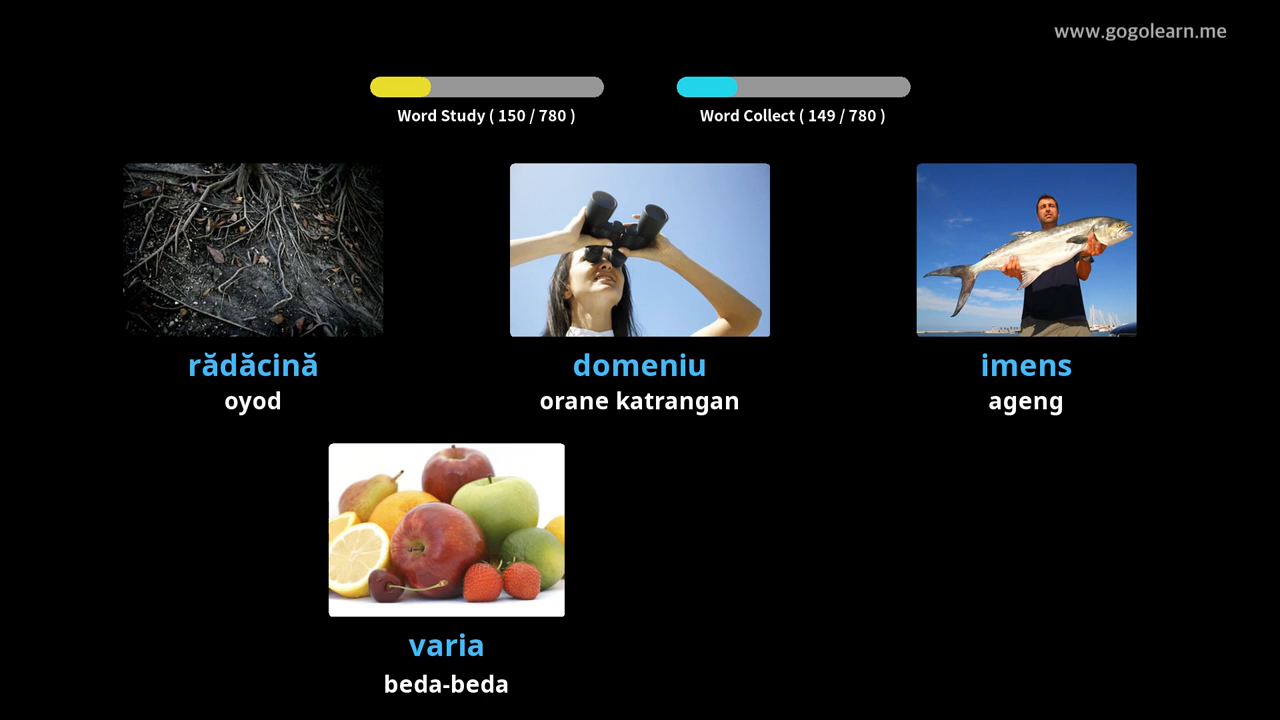 www.gogolearn.me
Word Study ( 150 / 780 )
Word Collect ( 149 / 780 )
rădăcină
oyod
domeniu
orane katrangan
imens
ageng
varia
beda-beda